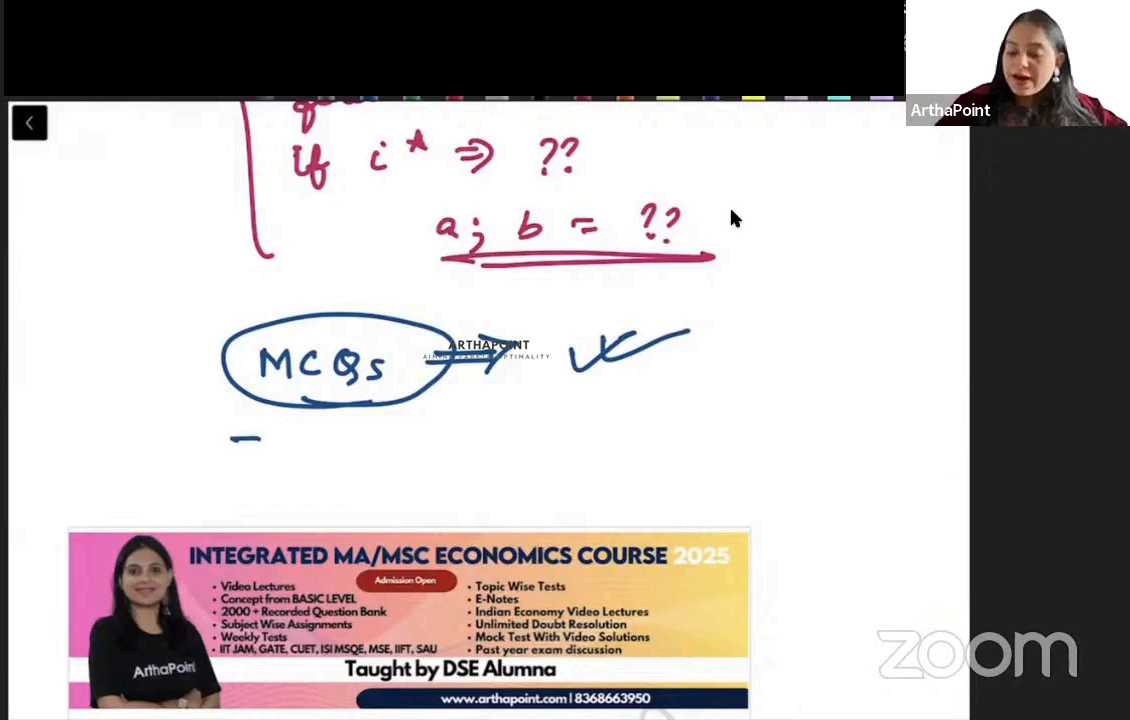 ArthaPoint
if i* ⇒ ??
a; b = ??
MCQs ⇒
ARTHAPOINT
INTEGRATED MA/MSC ECONOMICS COURSE 2025
Admission Open
• Video Lectures
• Concept from BASIC LEVEL
• 2000 + Recorded Question Bank
• Subject Wise Assignments
• Weekly Tests
• IIT JAM, GATE, CUET, ISI MSQE, MSE, IIFT, SAU
• Topic Wise Tests
• E-Notes
• Indian Economy Video Lectures
• Unlimited Doubt Resolution
• Mock Test With Video Solutions
• Past year exam discussion
ArthaPoint
Taught by DSE Alumna
www.arthapoint.com | 8368663950
zoom